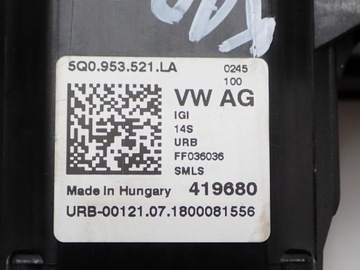 5Q0.953.521.LA 0245
100
VW AG
IGI
14S
URB
FF036036
SMLS
Made in Hungary 419680
URB-00121.07.1800081556